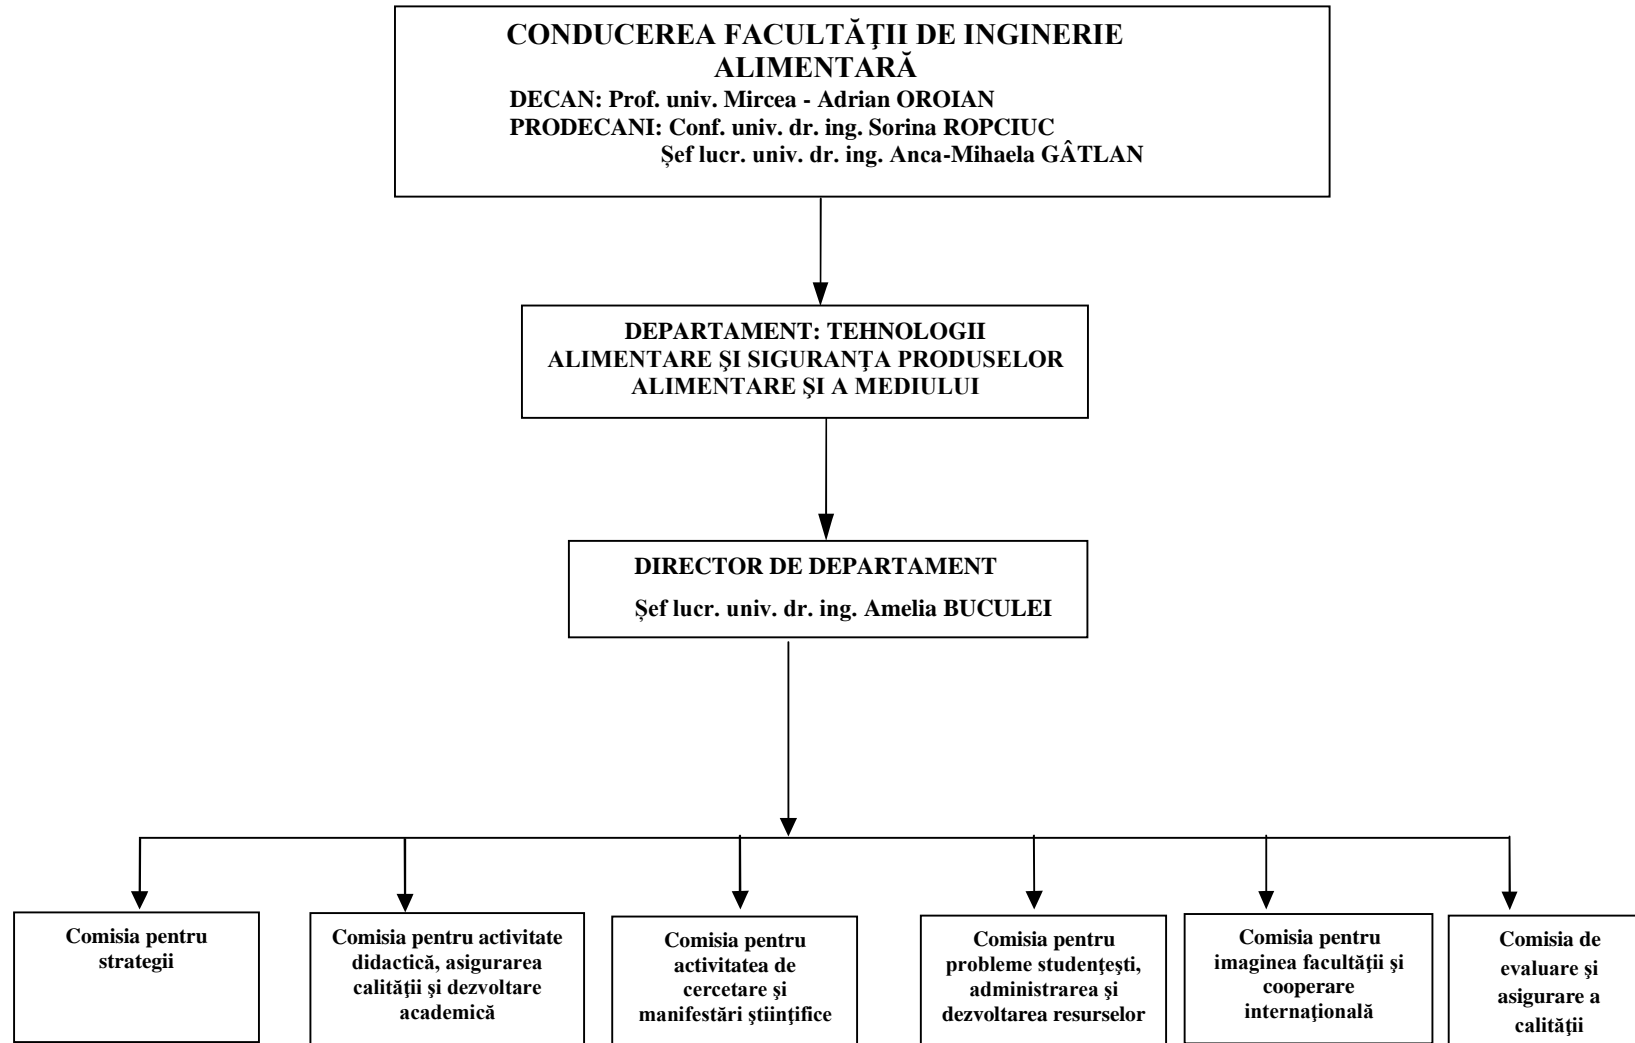 CONDUCEREA FACULTĂŢII DE INGINERIE
ALIMENTARĂ
DECAN: Prof. univ. Mircea - Adrian OROIAN
PRODECANI: Conf. univ. dr. ing. Sorina ROPCIUC
Șef lucr. univ. dr. ing. Anca-Mihaela GÂTLAN
DEPARTAMENT: TEHNOLOGII
ALIMENTARE ŞI SIGURANŢA PRODUSELOR
ALIMENTARE ŞI A MEDIULUI
DIRECTOR DE DEPARTAMENT
Șef lucr. univ. dr. ing. Amelia BUCULEI
Comisia pentru
strategii
Comisia pentru activitate
didactică, asigurarea
calităţii şi dezvoltare
academică
Comisia pentru
activitatea de
cercetare şi
manifestări ştiinţifice
Comisia pentru
probleme studenţeşti,
administrarea şi
dezvoltarea resurselor
Comisia pentru
imaginea facultăţii şi
cooperare
internaţională
Comisia de
evaluare şi
asigurare a
calităţii